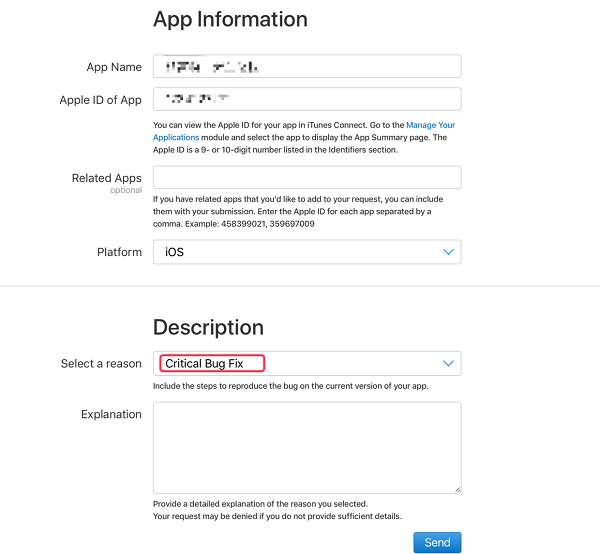 App Information
App Name
Apple ID of App
You can view the Apple ID for your app in iTunes Connect. Go to the Manage Your
Applications module and select the app to display the App Summary page. The
Apple ID is a 9- or 10-digit number listed in the Identifiers section.
Related Apps
optional
If you have related apps that you'd like to add to your request, you can include
them with your submission. Enter the Apple ID for each app separated by a
comma. Example: 458399021, 359697009
Platform iOS
Description
Select a reason Critical Bug Fix
Include the steps to reproduce the bug on the current version of your app.
Explanation
Provide a detailed explanation of the reason you selected.
Your request may be denied if you do not provide sufficient details.
Send